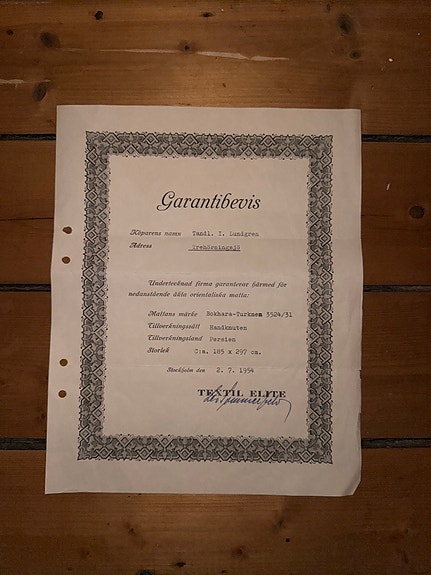 Garantibevis
Köparens namn Tandl. I. Lundgren
Adress Trehörningsjö
Undertecknad firma garanterar härmed för
nedanstående äkta orientaliska matta:
Mattans märke Bokhara-Turkmen 3524/31
Tillverkningssätt Handknuten
Tillverkningsland Persien
Storlek C:a. 185 x 297 cm.
Stockholm den 2. 7. 1954
TEXTIL ELITE